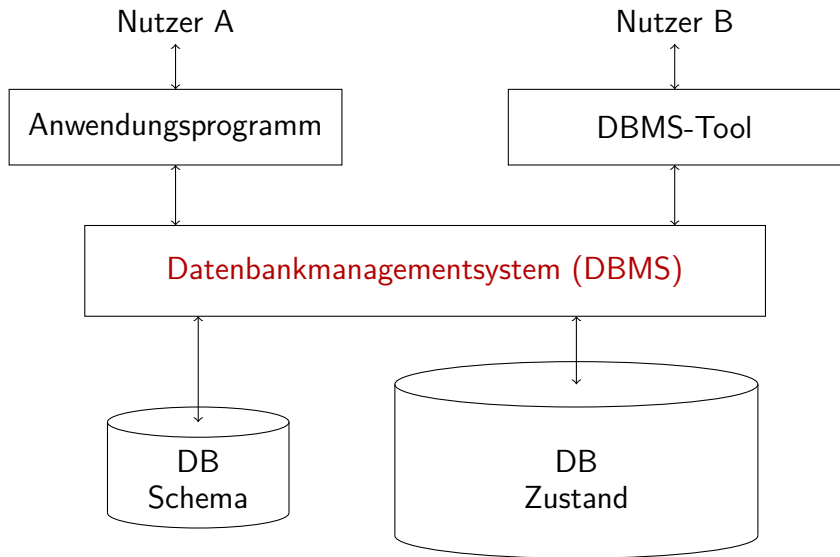 Nutzer A
Nutzer B
Anwendungsprogramm
DBMS-Tool
Datenbankmanagementsystem (DBMS)
DB
Schema
DB
Zustand